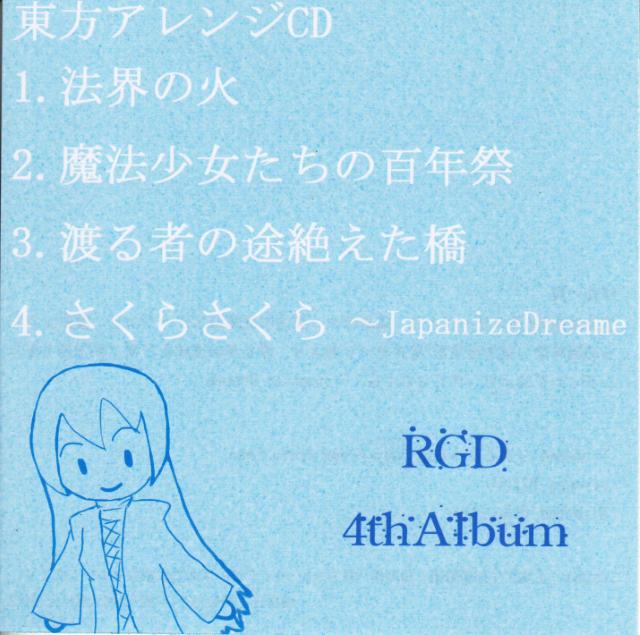 東方アレンジCD
1. 法界の火
2. 魔法少女たちの百年祭
3. 渡る者の途絶えた橋
4. さくらさくら ～JapanizeDreame
RGD
4thAlbum